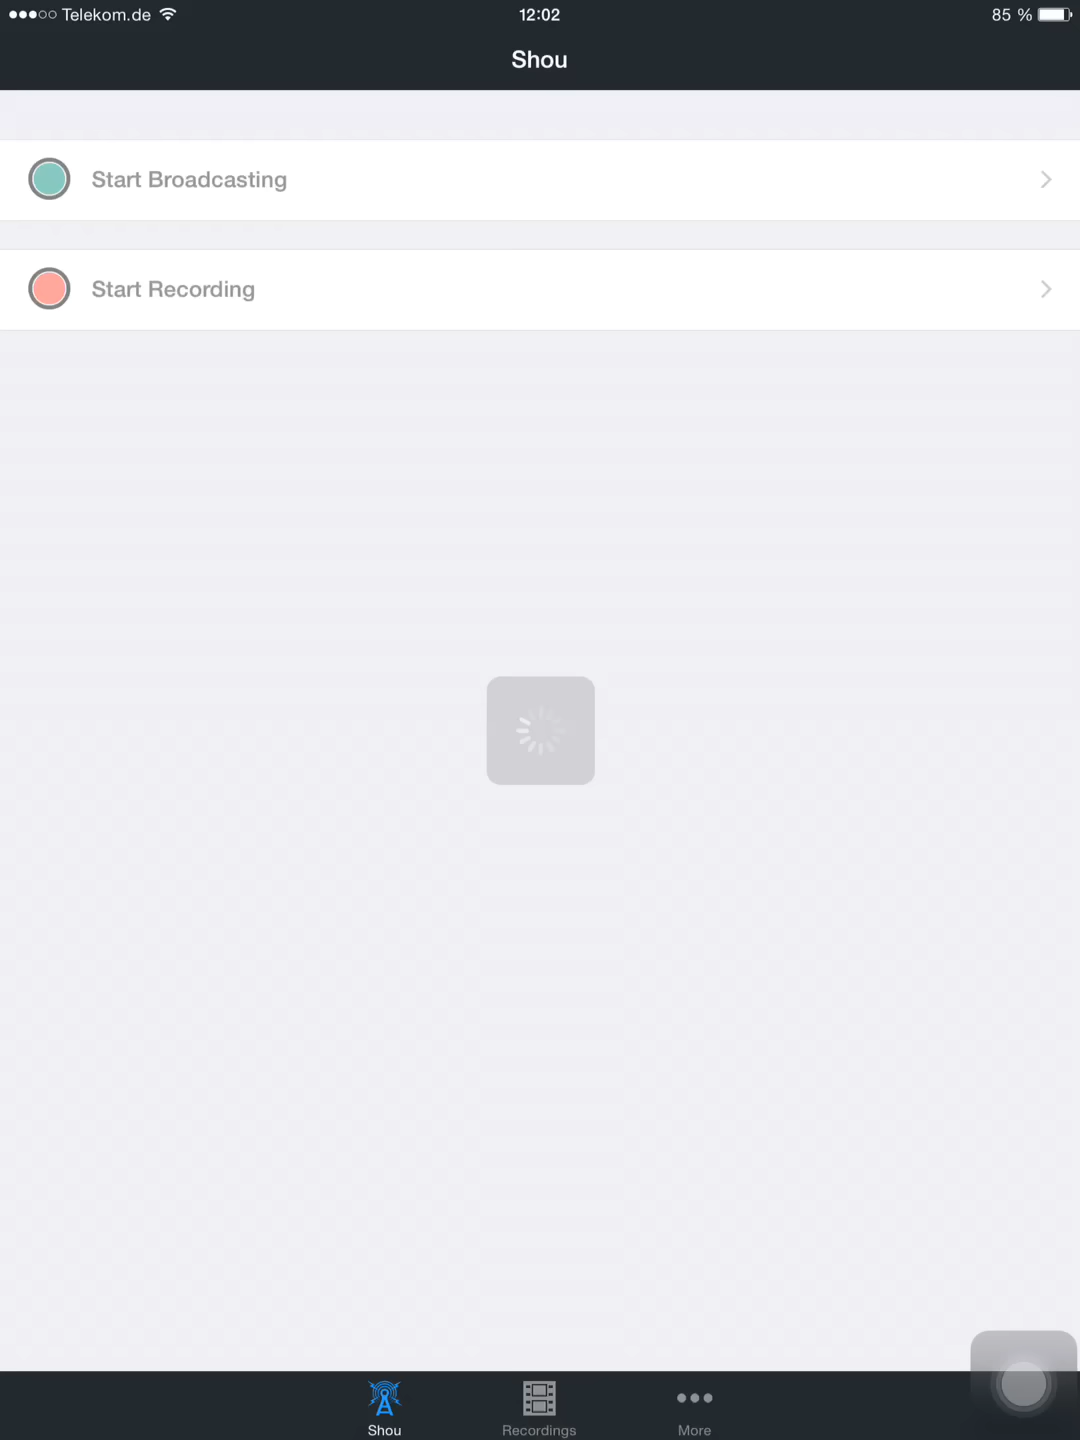 Telekom.de 12:02 85 %
Shou
Start Broadcasting
Start Recording
Shou Recordings More